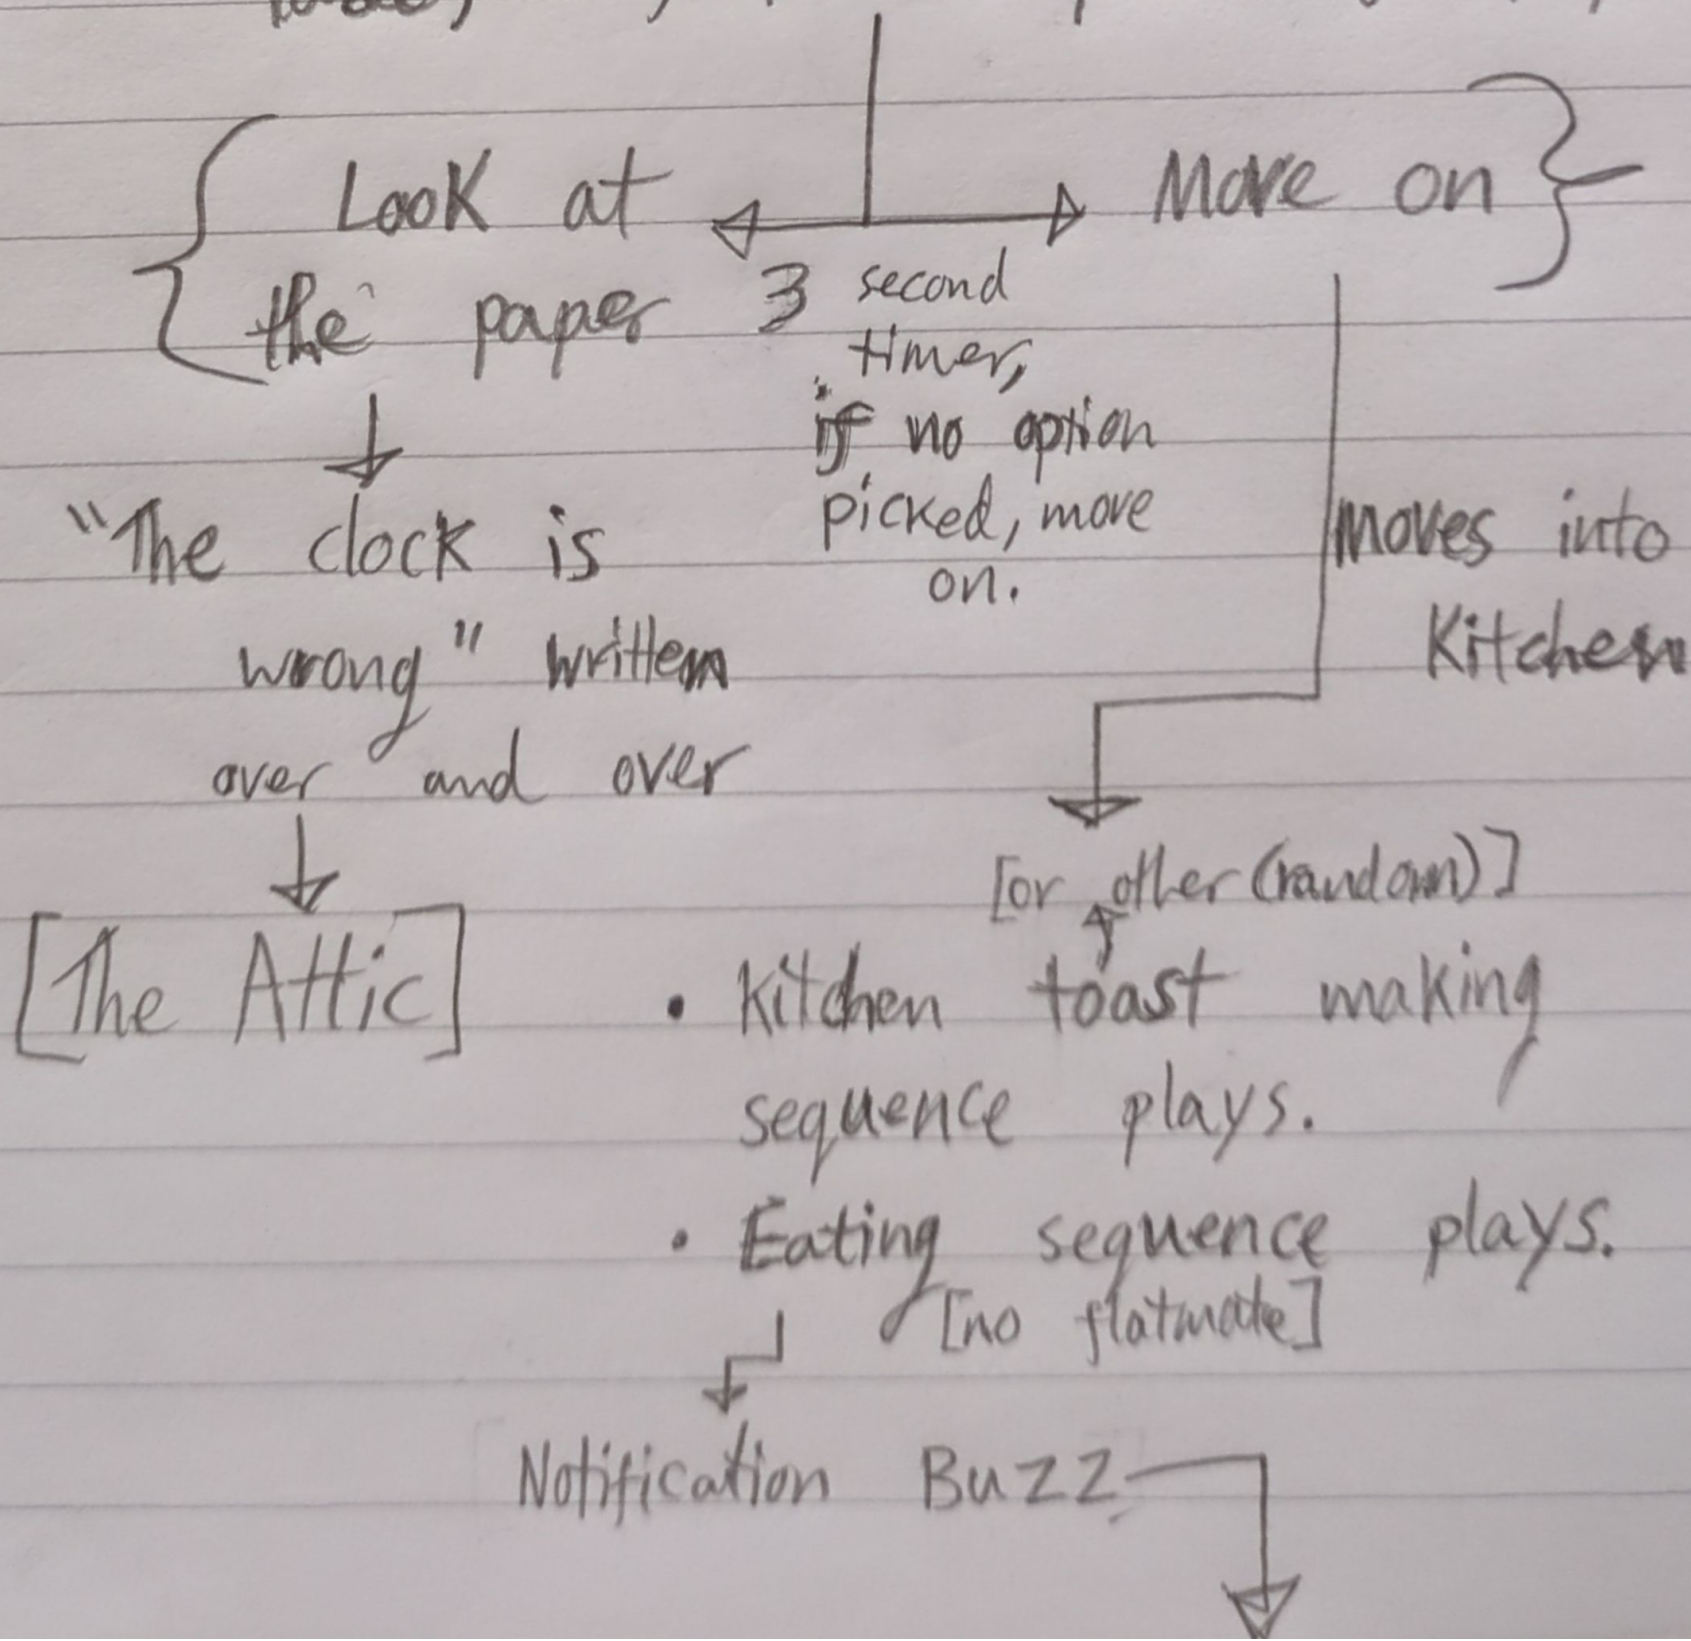 Look at
the paper
Move on
3 second
timer,
if no option
picked, move
on.
"The clock is
wrong" written
over and over
[The Attic]
Moves into
Kitchen
[or other (random)]
• Kitchen toast making
sequence plays.
• Eating sequence plays.
[no flatmate]
Notification Buzz